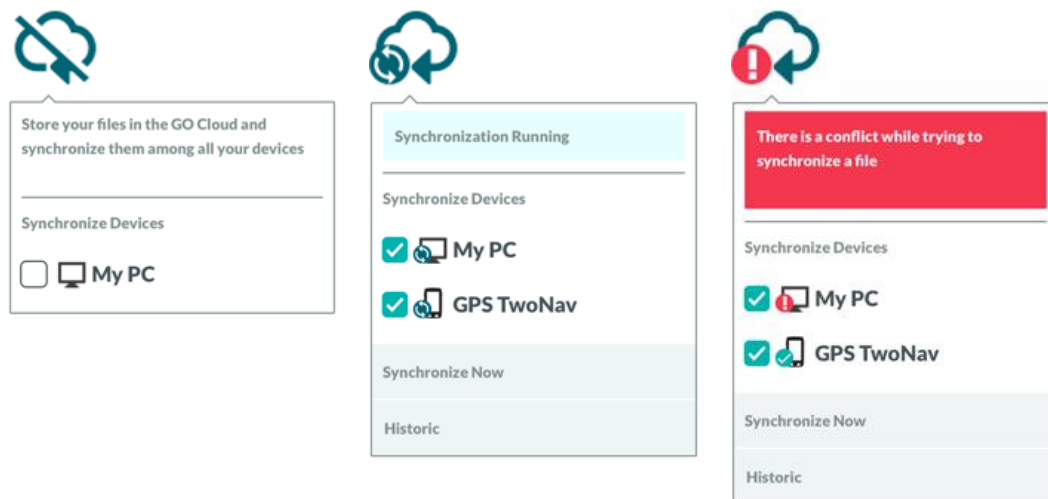 Store your files in the GO Cloud and
synchronize them among all your devices
Synchronize Devices
My PC
Synchronization Running
Synchronize Devices
My PC
GPS TwoNav
Synchronize Now
Historic
There is a conflict while trying to
synchronize a file
Synchronize Devices
My PC
GPS TwoNav
Synchronize Now
Historic